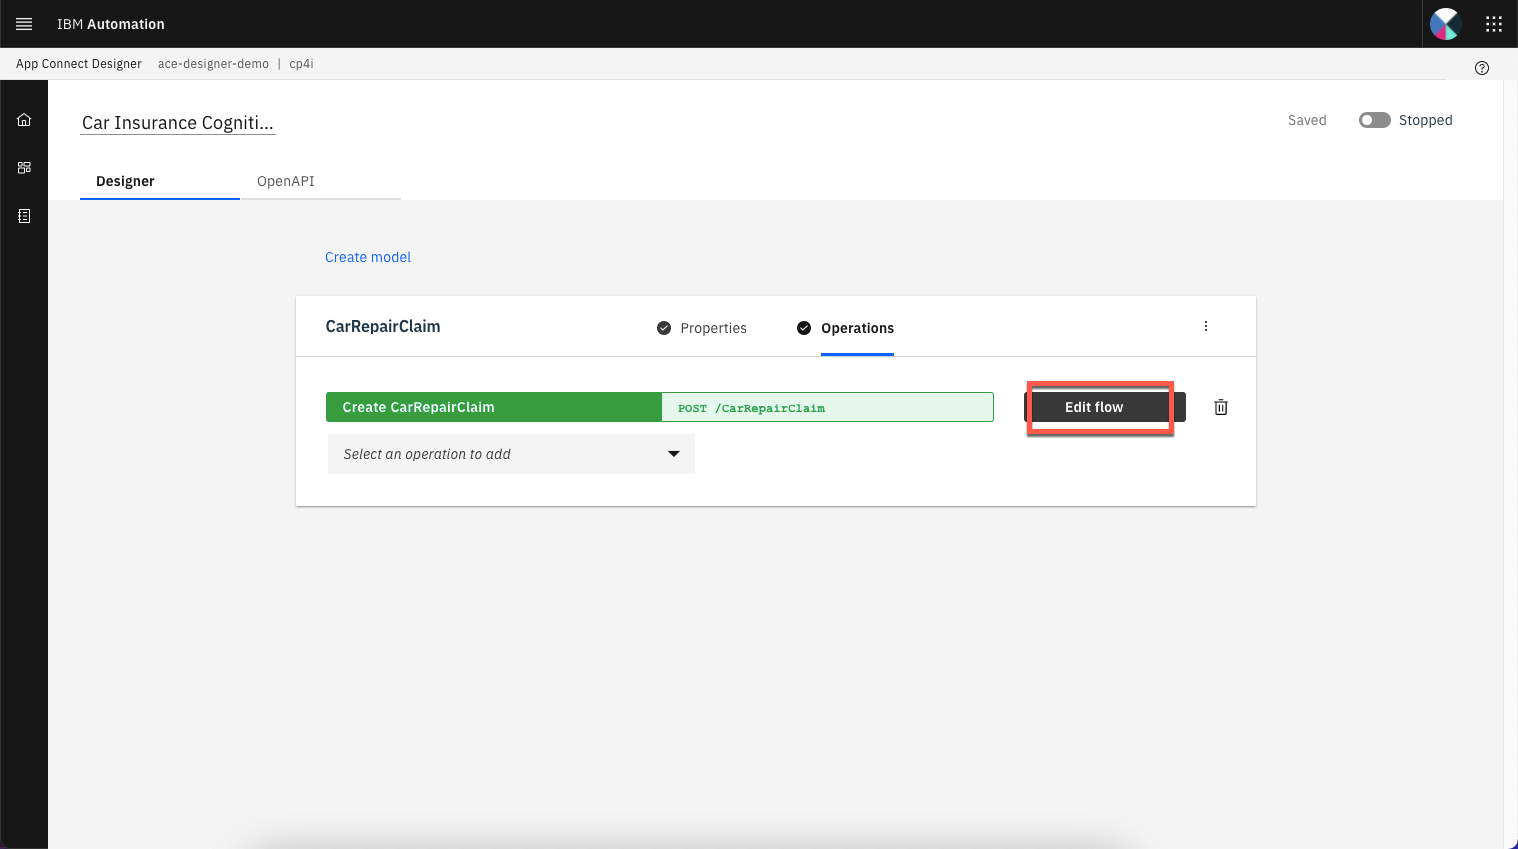 IBM Automation
App Connect Designer ace-designer-demo | cp4i
Car Insurance Cogniti...
Saved
Stopped
Designer
OpenAPI
Create model
CarRepairClaim
Properties
Operations
Create CarRepairClaim
POST /CarRepairClaim
Edit flow
Select an operation to add